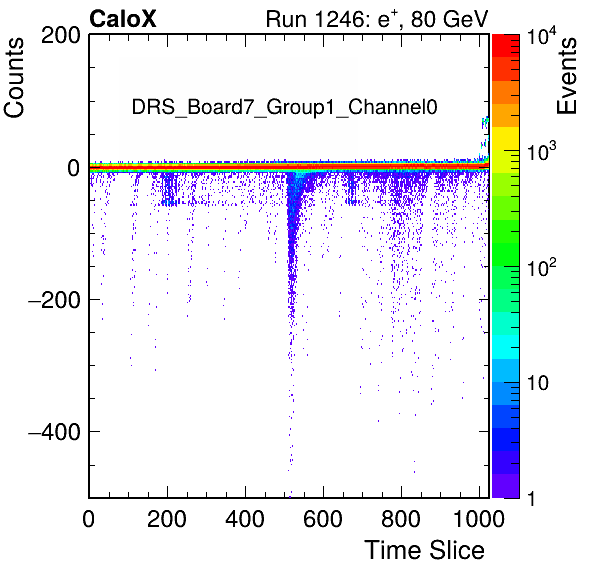 CaloX Run 1246: e⁺, 80 GeV
Counts
Events
DRS_Board7_Group1_Channel0
200
0
−200
−400
0 200 400 600 800 1000
Time Slice
10⁴
10³
10²
10
1